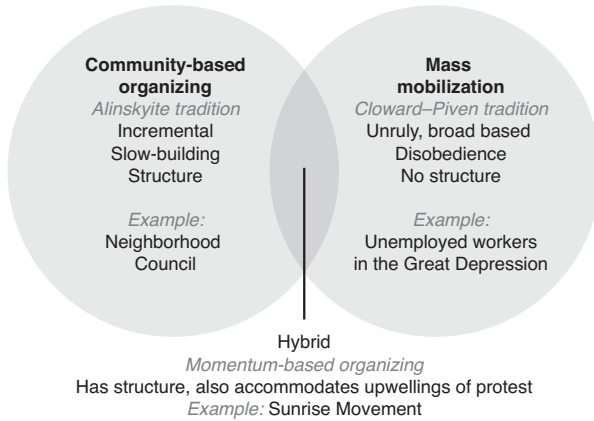 Community-based
organizing
Alinskyite tradition
Incremental
Slow-building
Structure
Example:
Neighborhood
Council
Mass
mobilization
Cloward–Piven tradition
Unruly, broad based
Disobedience
No structure
Example:
Unemployed workers
in the Great Depression
Hybrid
Momentum-based organizing
Has structure, also accommodates upwellings of protest
Example: Sunrise Movement